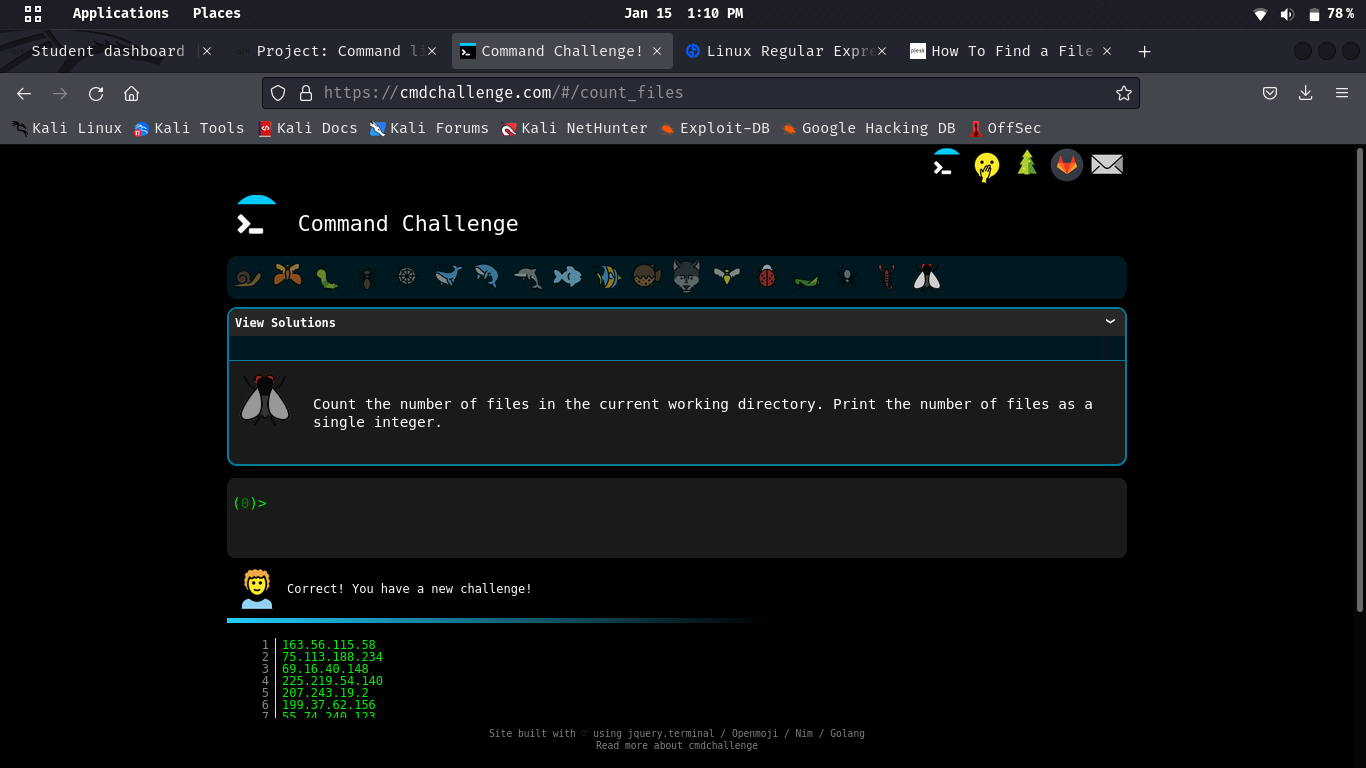 Applications Places Jan 15 1:10 PM 78%
Student dashboard Project: Command li Command Challenge! Linux Regular Expre How To Find a File
https://cmdchallenge.com/#/count_files
Kali Linux Kali Tools Kali Docs Kali Forums Kali NetHunter Exploit-DB Google Hacking DB OffSec
Command Challenge
View Solutions
Count the number of files in the current working directory. Print the number of files as a
single integer.
(0)>
Correct! You have a new challenge!
1 163.56.115.58
2 75.113.188.234
3 69.16.40.148
4 225.219.54.140
5 207.243.19.2
6 199.37.62.156
7 55.74.240.123
Site built with ♡ using jquery.terminal / Openmoji / Nim / Golang
Read more about cmdchallenge